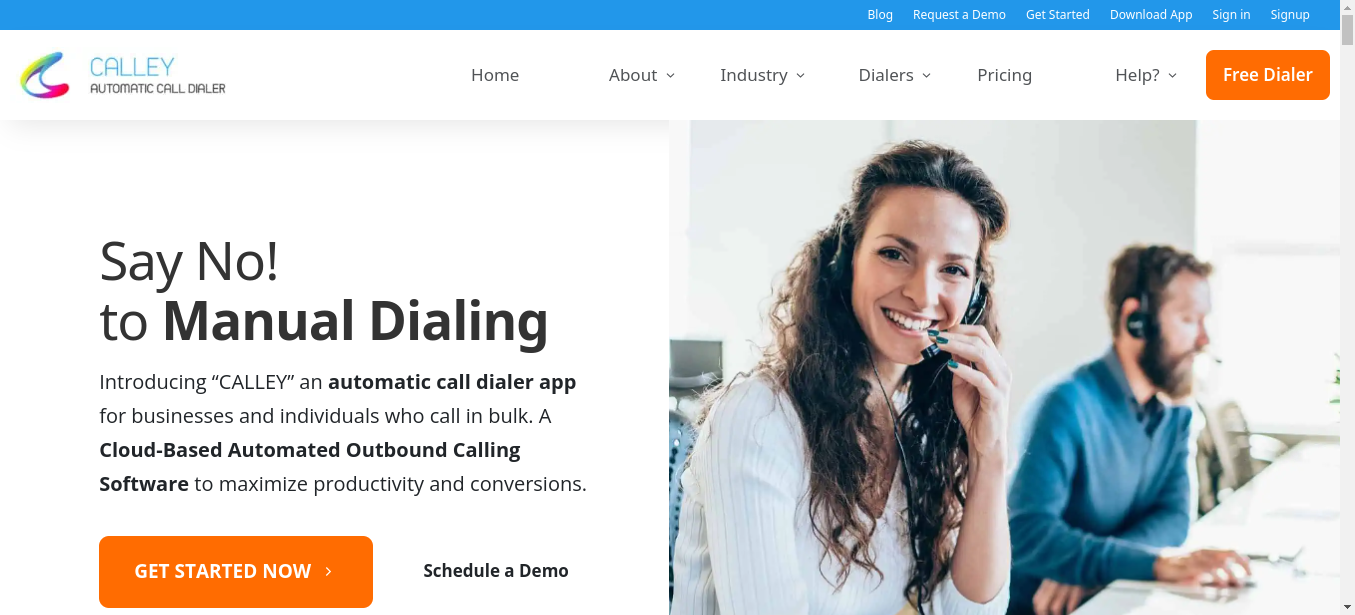 Blog Request a Demo Get Started Download App Sign in Signup
CALLEY
AUTOMATIC CALL DIALER
Home About Industry Dialers Pricing Help? Free Dialer
Say No!
to Manual Dialing
Introducing “CALLEY” an automatic call dialer app
for businesses and individuals who call in bulk. A
Cloud-Based Automated Outbound Calling
Software to maximize productivity and conversions.
GET STARTED NOW
Schedule a Demo